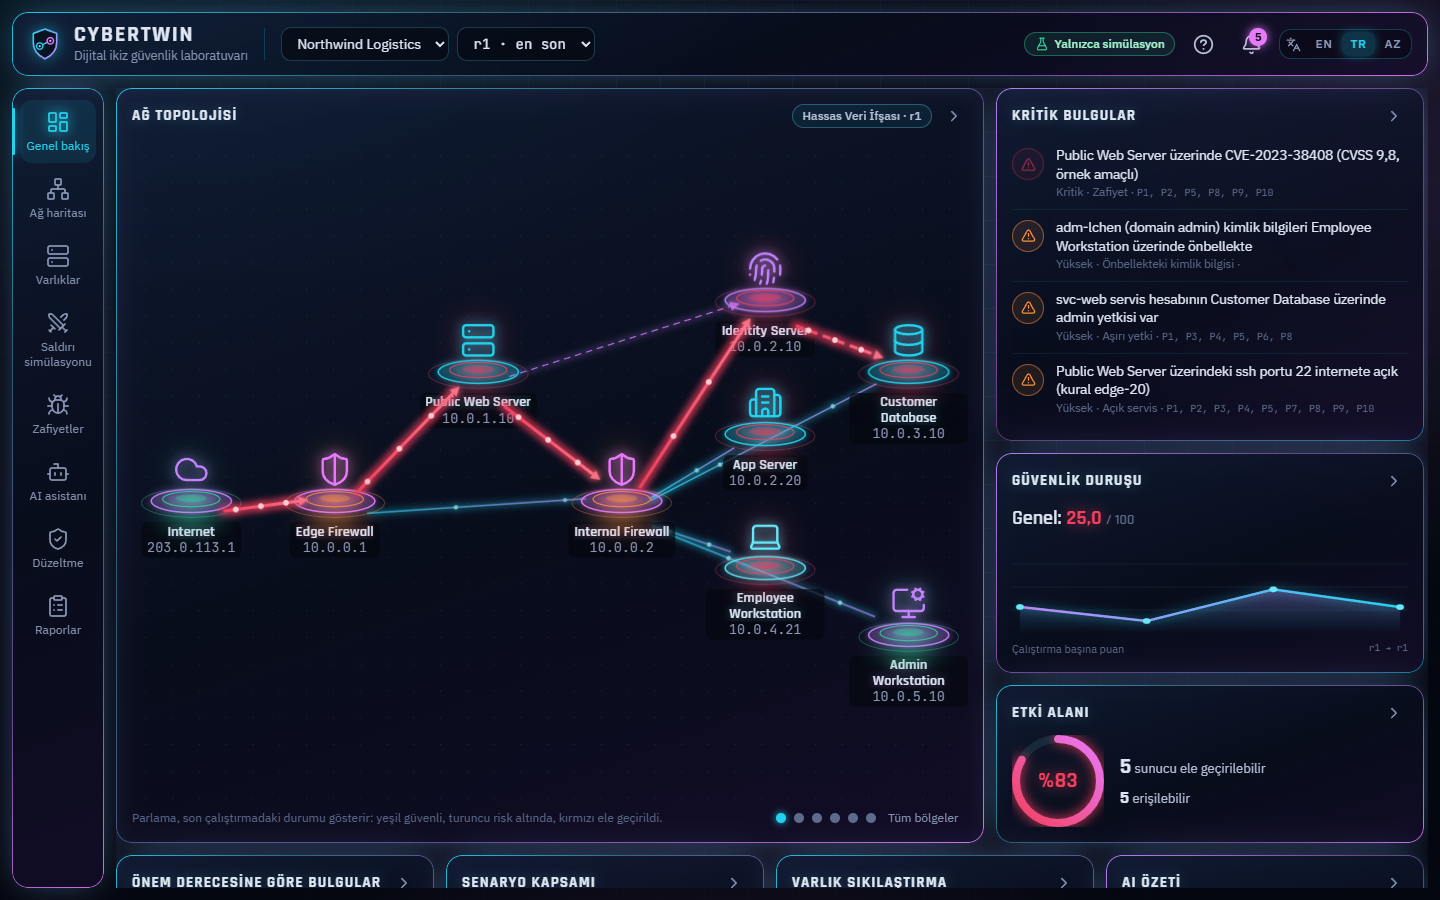 CYBERTWIN
Dijital ikiz güvenlik laboratuvarı
Northwind Logistics
r1 · en son
Yalnızca simülasyon
5
EN
TR
AZ
Genel bakış
Ağ haritası
Varlıklar
Saldırı
simülasyonu
Zafiyetler
AI asistanı
Düzeltme
Raporlar
AĞ TOPOLOJİSİ
Hassas Veri İfşası · r1
Identity Server
10.0.2.10
Public Web Server
10.0.1.10
Customer
Database
10.0.3.10
App Server
10.0.2.20
Internet
203.0.113.1
Edge Firewall
10.0.0.1
Internal Firewall
10.0.0.2
Employee
Workstation
10.0.4.21
Admin
Workstation
10.0.5.10
Parlama, son çalıştırmadaki durumu gösterir: yeşil güvenli, turuncu risk altında, kırmızı ele geçirildi.
Tüm bölgeler
KRİTİK BULGULAR
Public Web Server üzerinde CVE-2023-38408 (CVSS 9,8,
örnek amaçlı)
Kritik · Zafiyet · P1, P2, P5, P8, P9, P10
adm-lchen (domain admin) kimlik bilgileri Employee
Workstation üzerinde önbellekte
Yüksek · Önbellekteki kimlik bilgisi ·
svc-web servis hesabının Customer Database üzerinde
admin yetkisi var
Yüksek · Aşırı yetki · P1, P3, P4, P5, P6, P8
Public Web Server üzerindeki ssh portu 22 internete açık
(kural edge-20)
Yüksek · Açık servis · P1, P2, P3, P4, P5, P7, P8, P9, P10
GÜVENLİK DURUŞU
Genel: 25,0 / 100
Çalıştırma başına puan
r1 → r1
ETKİ ALANI
%83
5 sunucu ele geçirilebilir
5 erişilebilir
ÖNEM DERECESİNE GÖRE BULGULAR
SENARYO KAPSAMI
VARLIK SIKILAŞTIRMA
AI ÖZETİ